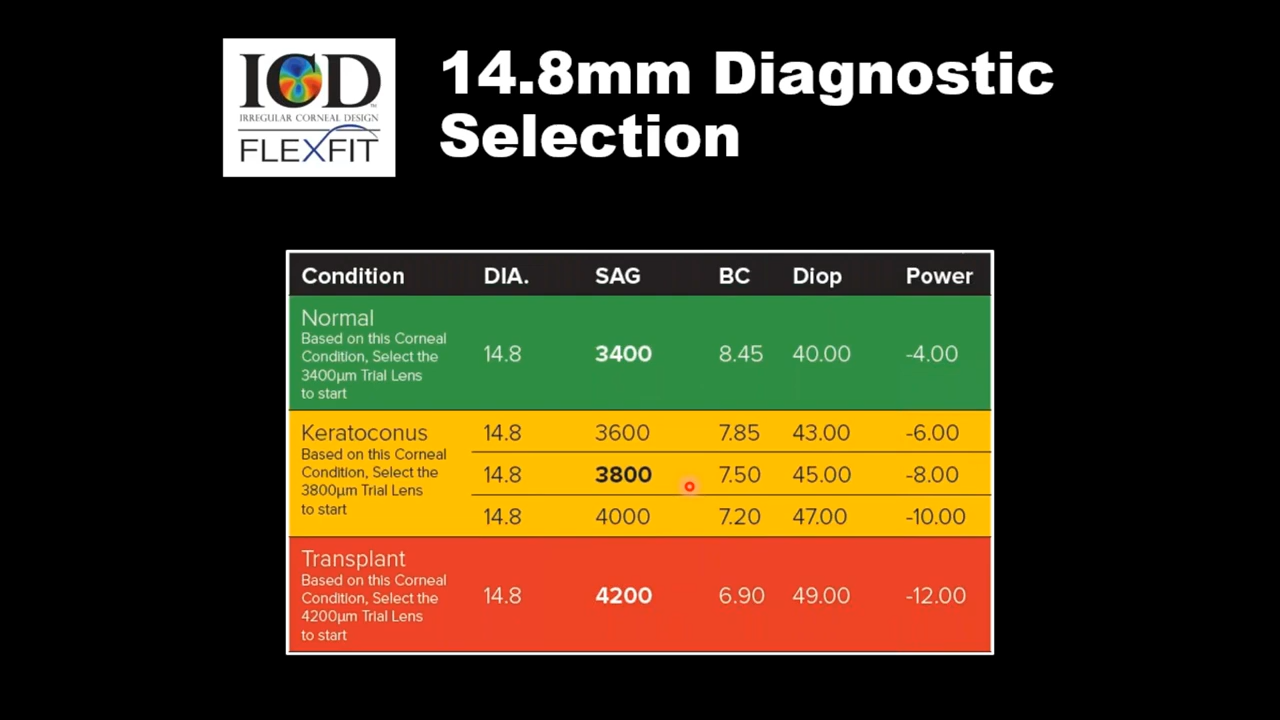 ICD
IRREGULAR CORNEAL DESIGN
FLEXFIT
14.8mm Diagnostic
Selection
Condition DIA. SAG BC Diop Power
Normal
Based on this Corneal
Condition, Select the
3400µm Trial Lens
to start
14.8 3400 8.45 40.00 -4.00
Keratoconus
Based on this Corneal
Condition, Select the
3800µm Trial Lens
to start
14.8 3600 7.85 43.00 -6.00
14.8 3800 7.50 45.00 -8.00
14.8 4000 7.20 47.00 -10.00
Transplant
Based on this Corneal
Condition, Select the
4200µm Trial Lens
to start
14.8 4200 6.90 49.00 -12.00